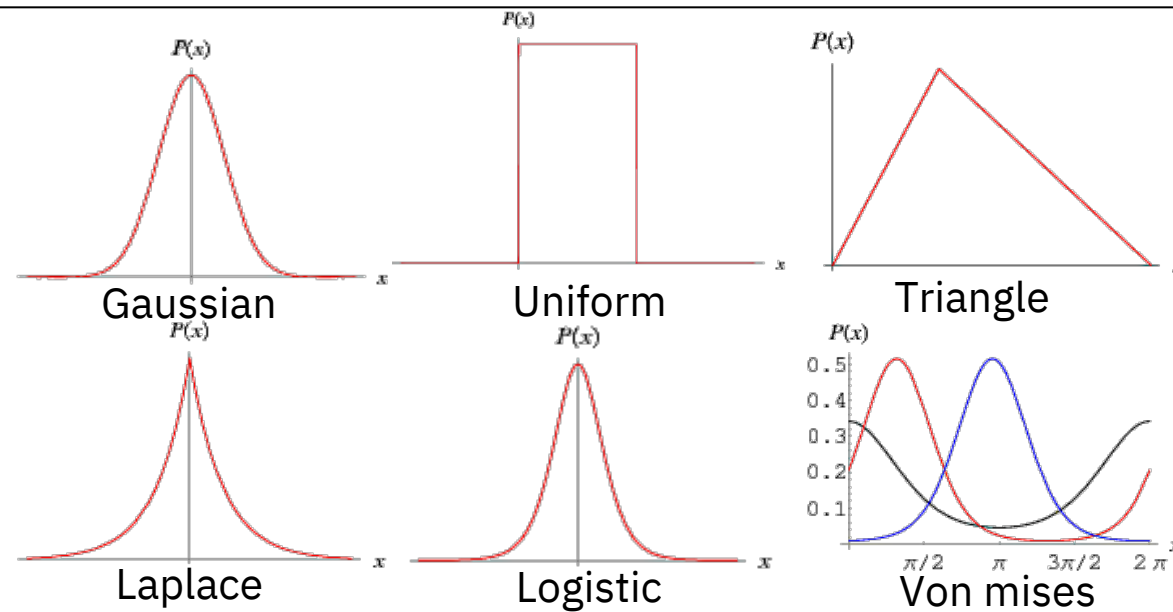 P(x)
x
Gaussian
P(x)
x
Uniform
P(x)
Triangle
P(x)
x
Laplace
P(x)
x
Logistic
P(x)
0.5
0.4
0.3
0.2
0.1
π/2 π 3π/2 2 π
Von mises